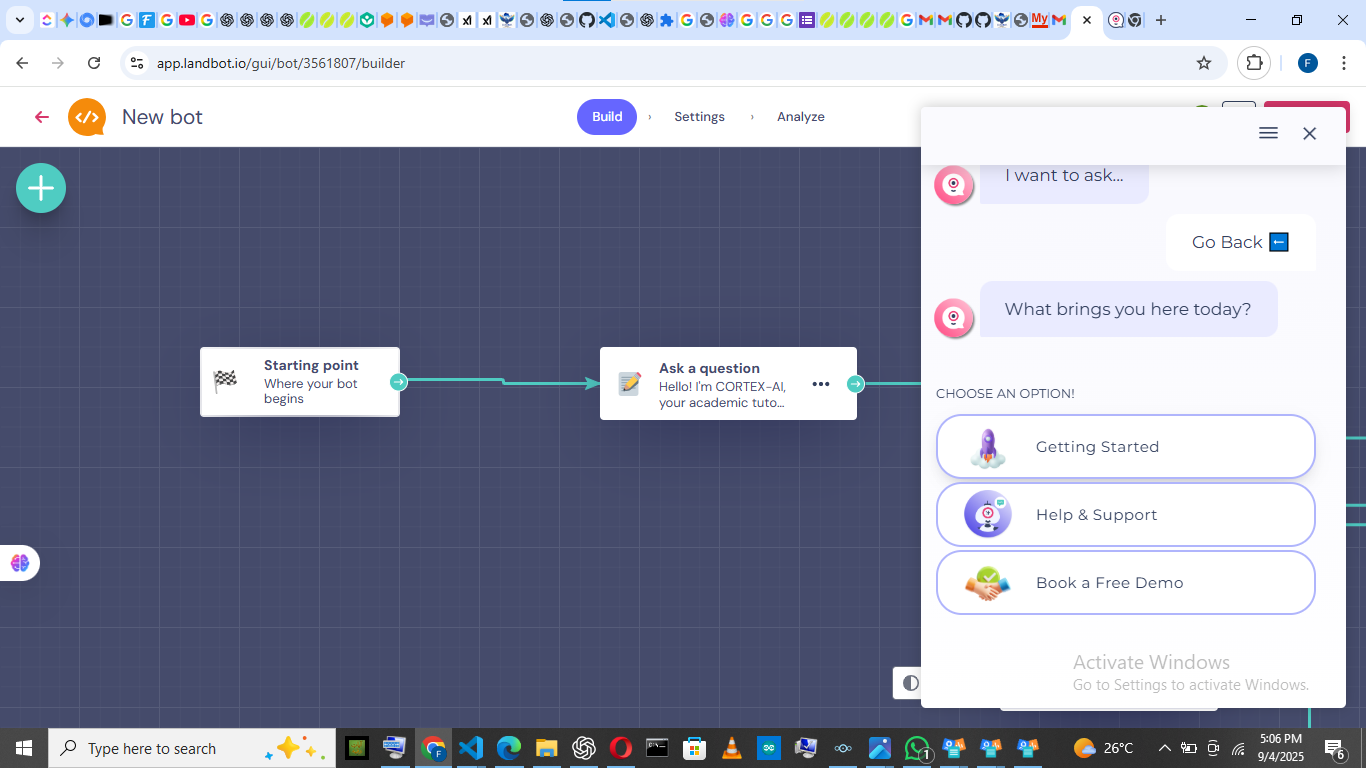 app.landbot.io/gui/bot/3561807/builder
F
New bot
Build
Settings
Analyze
I want to ask...
Go Back
What brings you here today?
Starting point
Where your bot
begins
Ask a question
Hello! I'm CORTEX-AI,
your academic tuto...
CHOOSE AN OPTION!
Getting Started
Help & Support
Book a Free Demo
Activate Windows
Go to Settings to activate Windows.
Type here to search
1
26°C
5:06 PM
9/4/2025
6